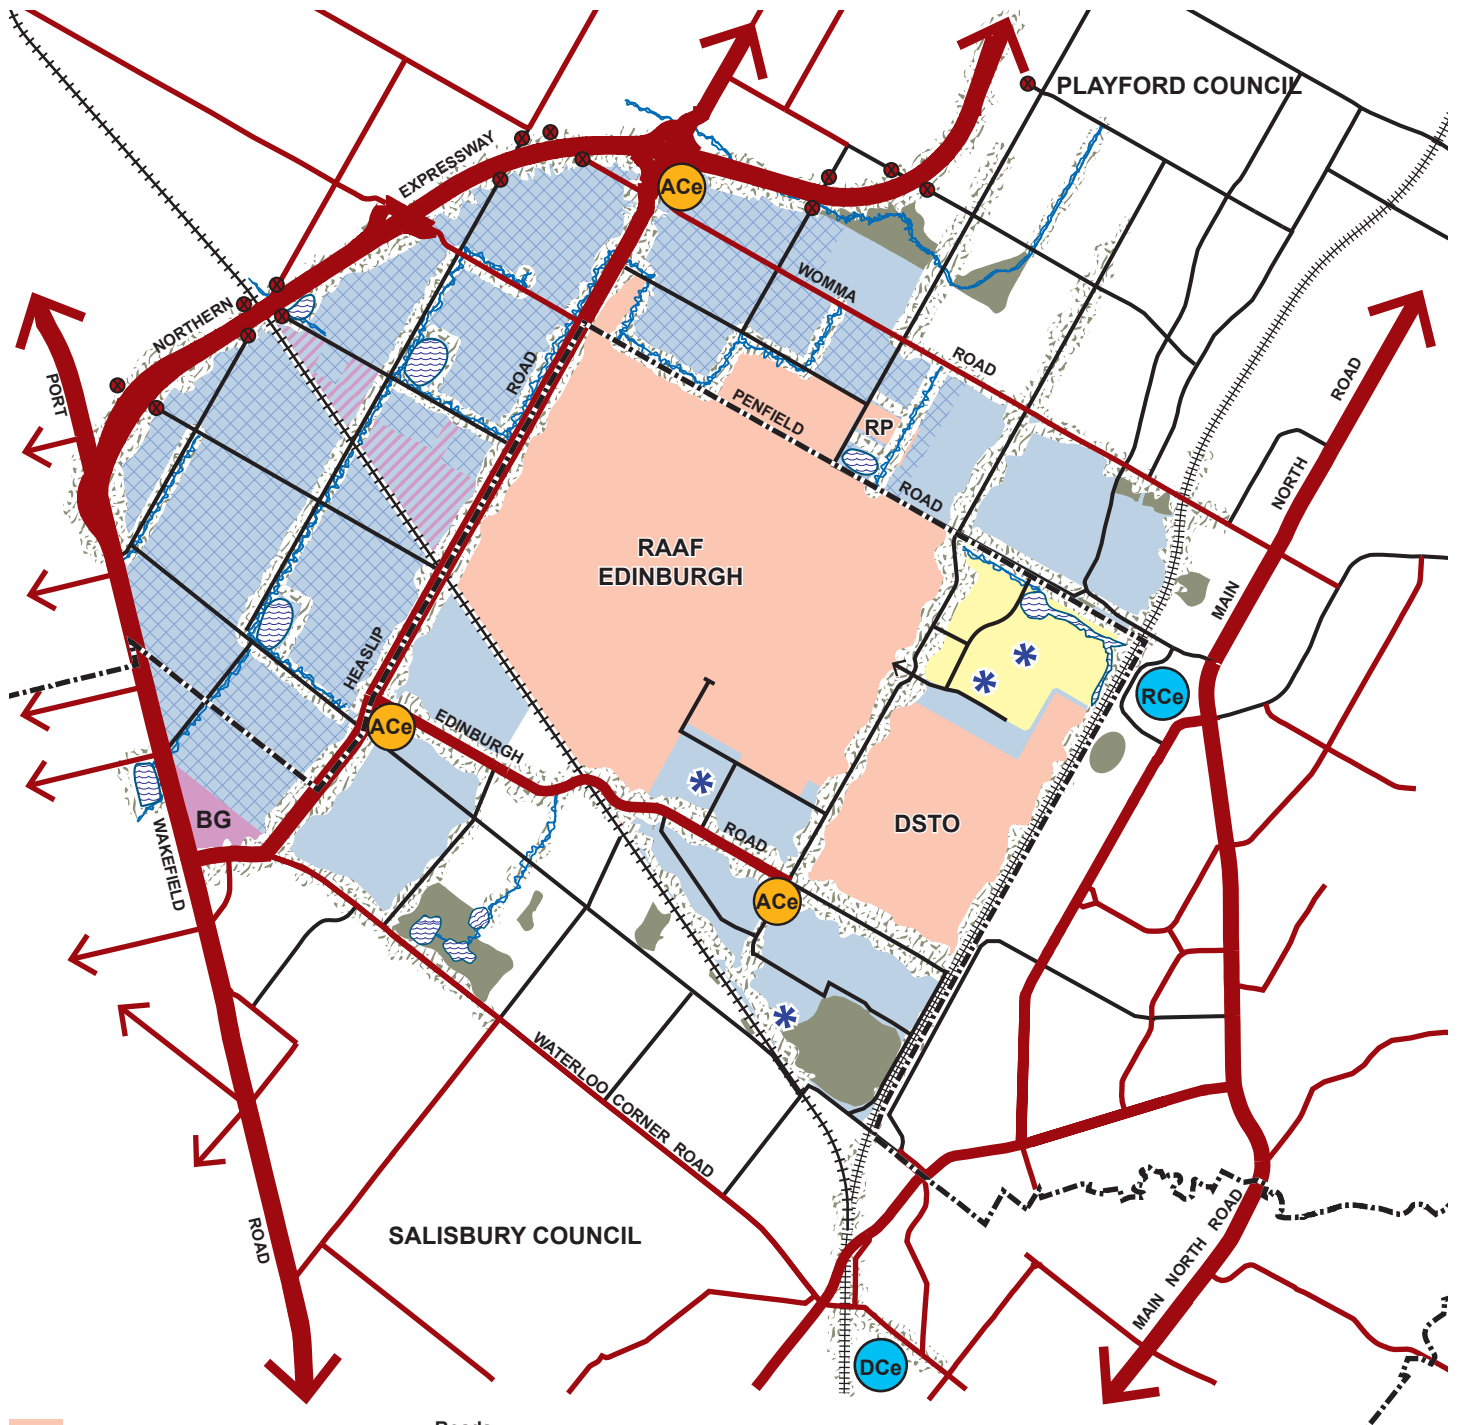 PLAYFORD COUNCIL
EXPRESSWAY
ACe
NORTHERN
WOMMA
ROAD
PORT
ROAD
ROAD
PENFIELD
RP
ROAD
NORTH
RAAF
EDINBURGH
MAIN
HEASLIP
RCe
ACe
EDINBURGH
BG
ROAD
DSTO
WAKEFIELD
ACe
WATERLOO CORNER ROAD
SALISBURY COUNCIL
ROAD
MAIN NORTH ROAD
DCe